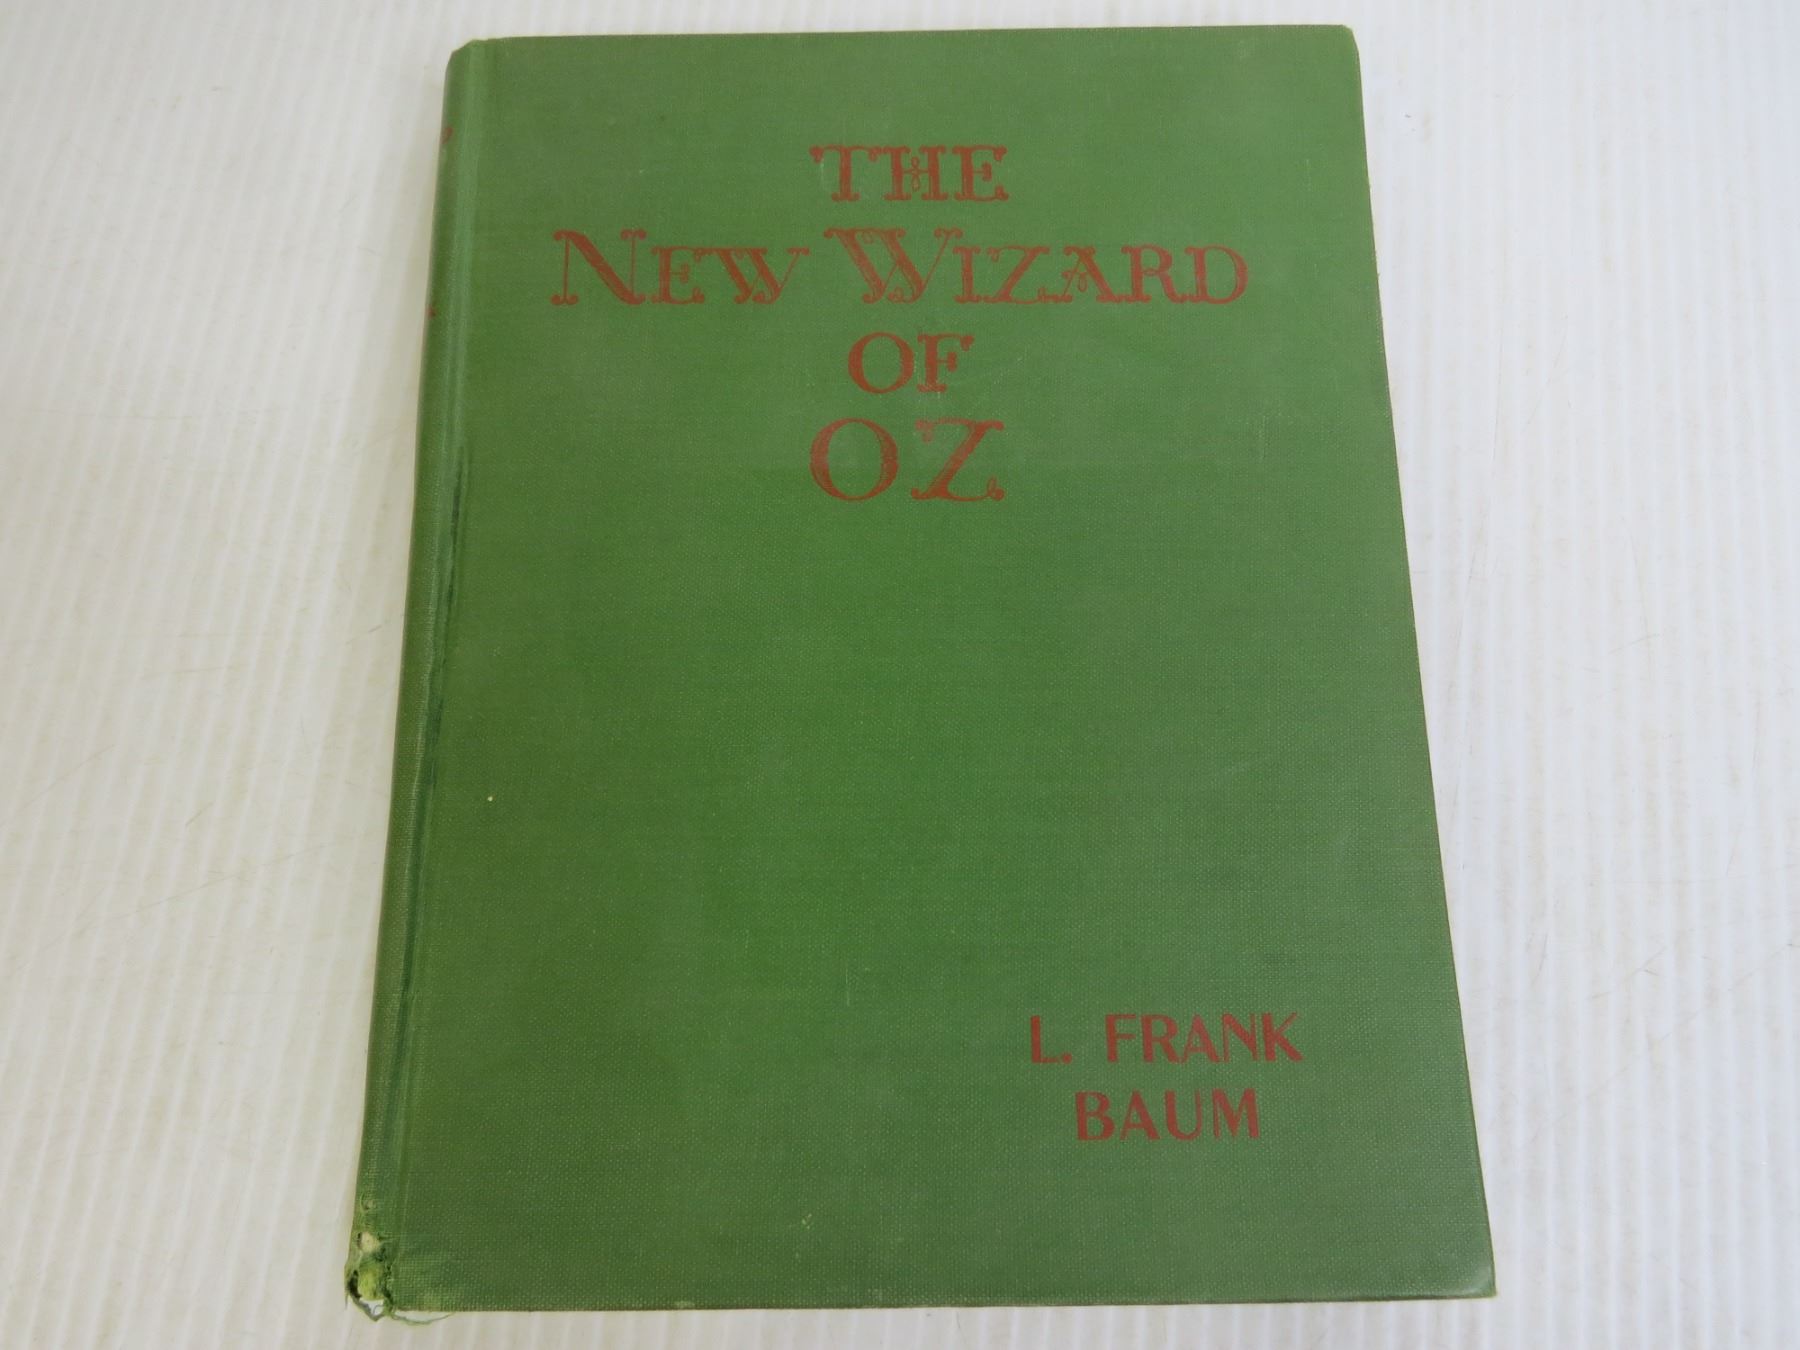 THE
NEW WIZARD
OF
OZ
L. FRANK
BAUM